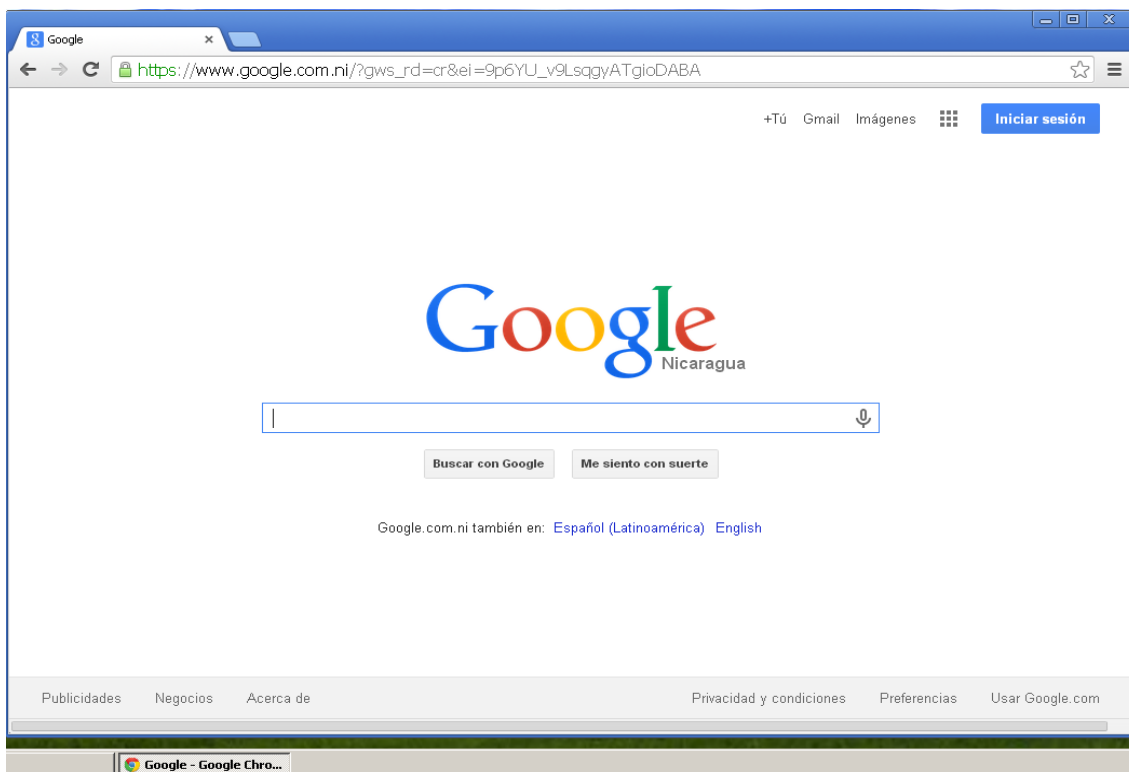 Google
https://www.google.com.ni/?gws_rd=cr&ei=9p6YU_v9LsqgyATgioDABA
+Tú Gmail Imágenes Iniciar sesión
Google
Nicaragua
Buscar con Google Me siento con suerte
Google.com.ni también en: Español (Latinoamérica) English
Publicidades Negocios Acerca de Privacidad y condiciones Preferencias Usar Google.com
Google - Google Chro...